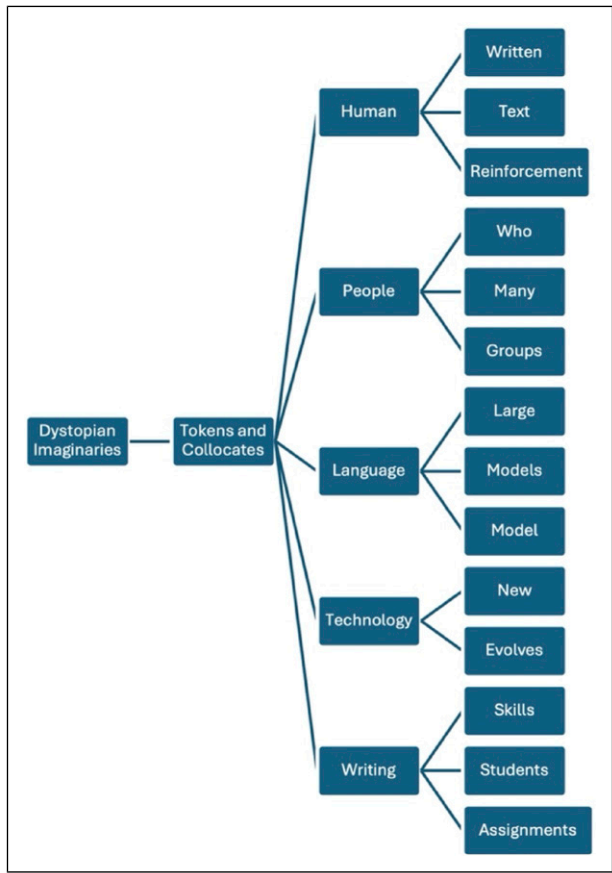 Dystopian
Imaginaries
Tokens and
Collocates
Human
Written
Text
Reinforcement
People
Who
Many
Groups
Language
Large
Models
Model
Technology
New
Evolves
Writing
Skills
Students
Assignments